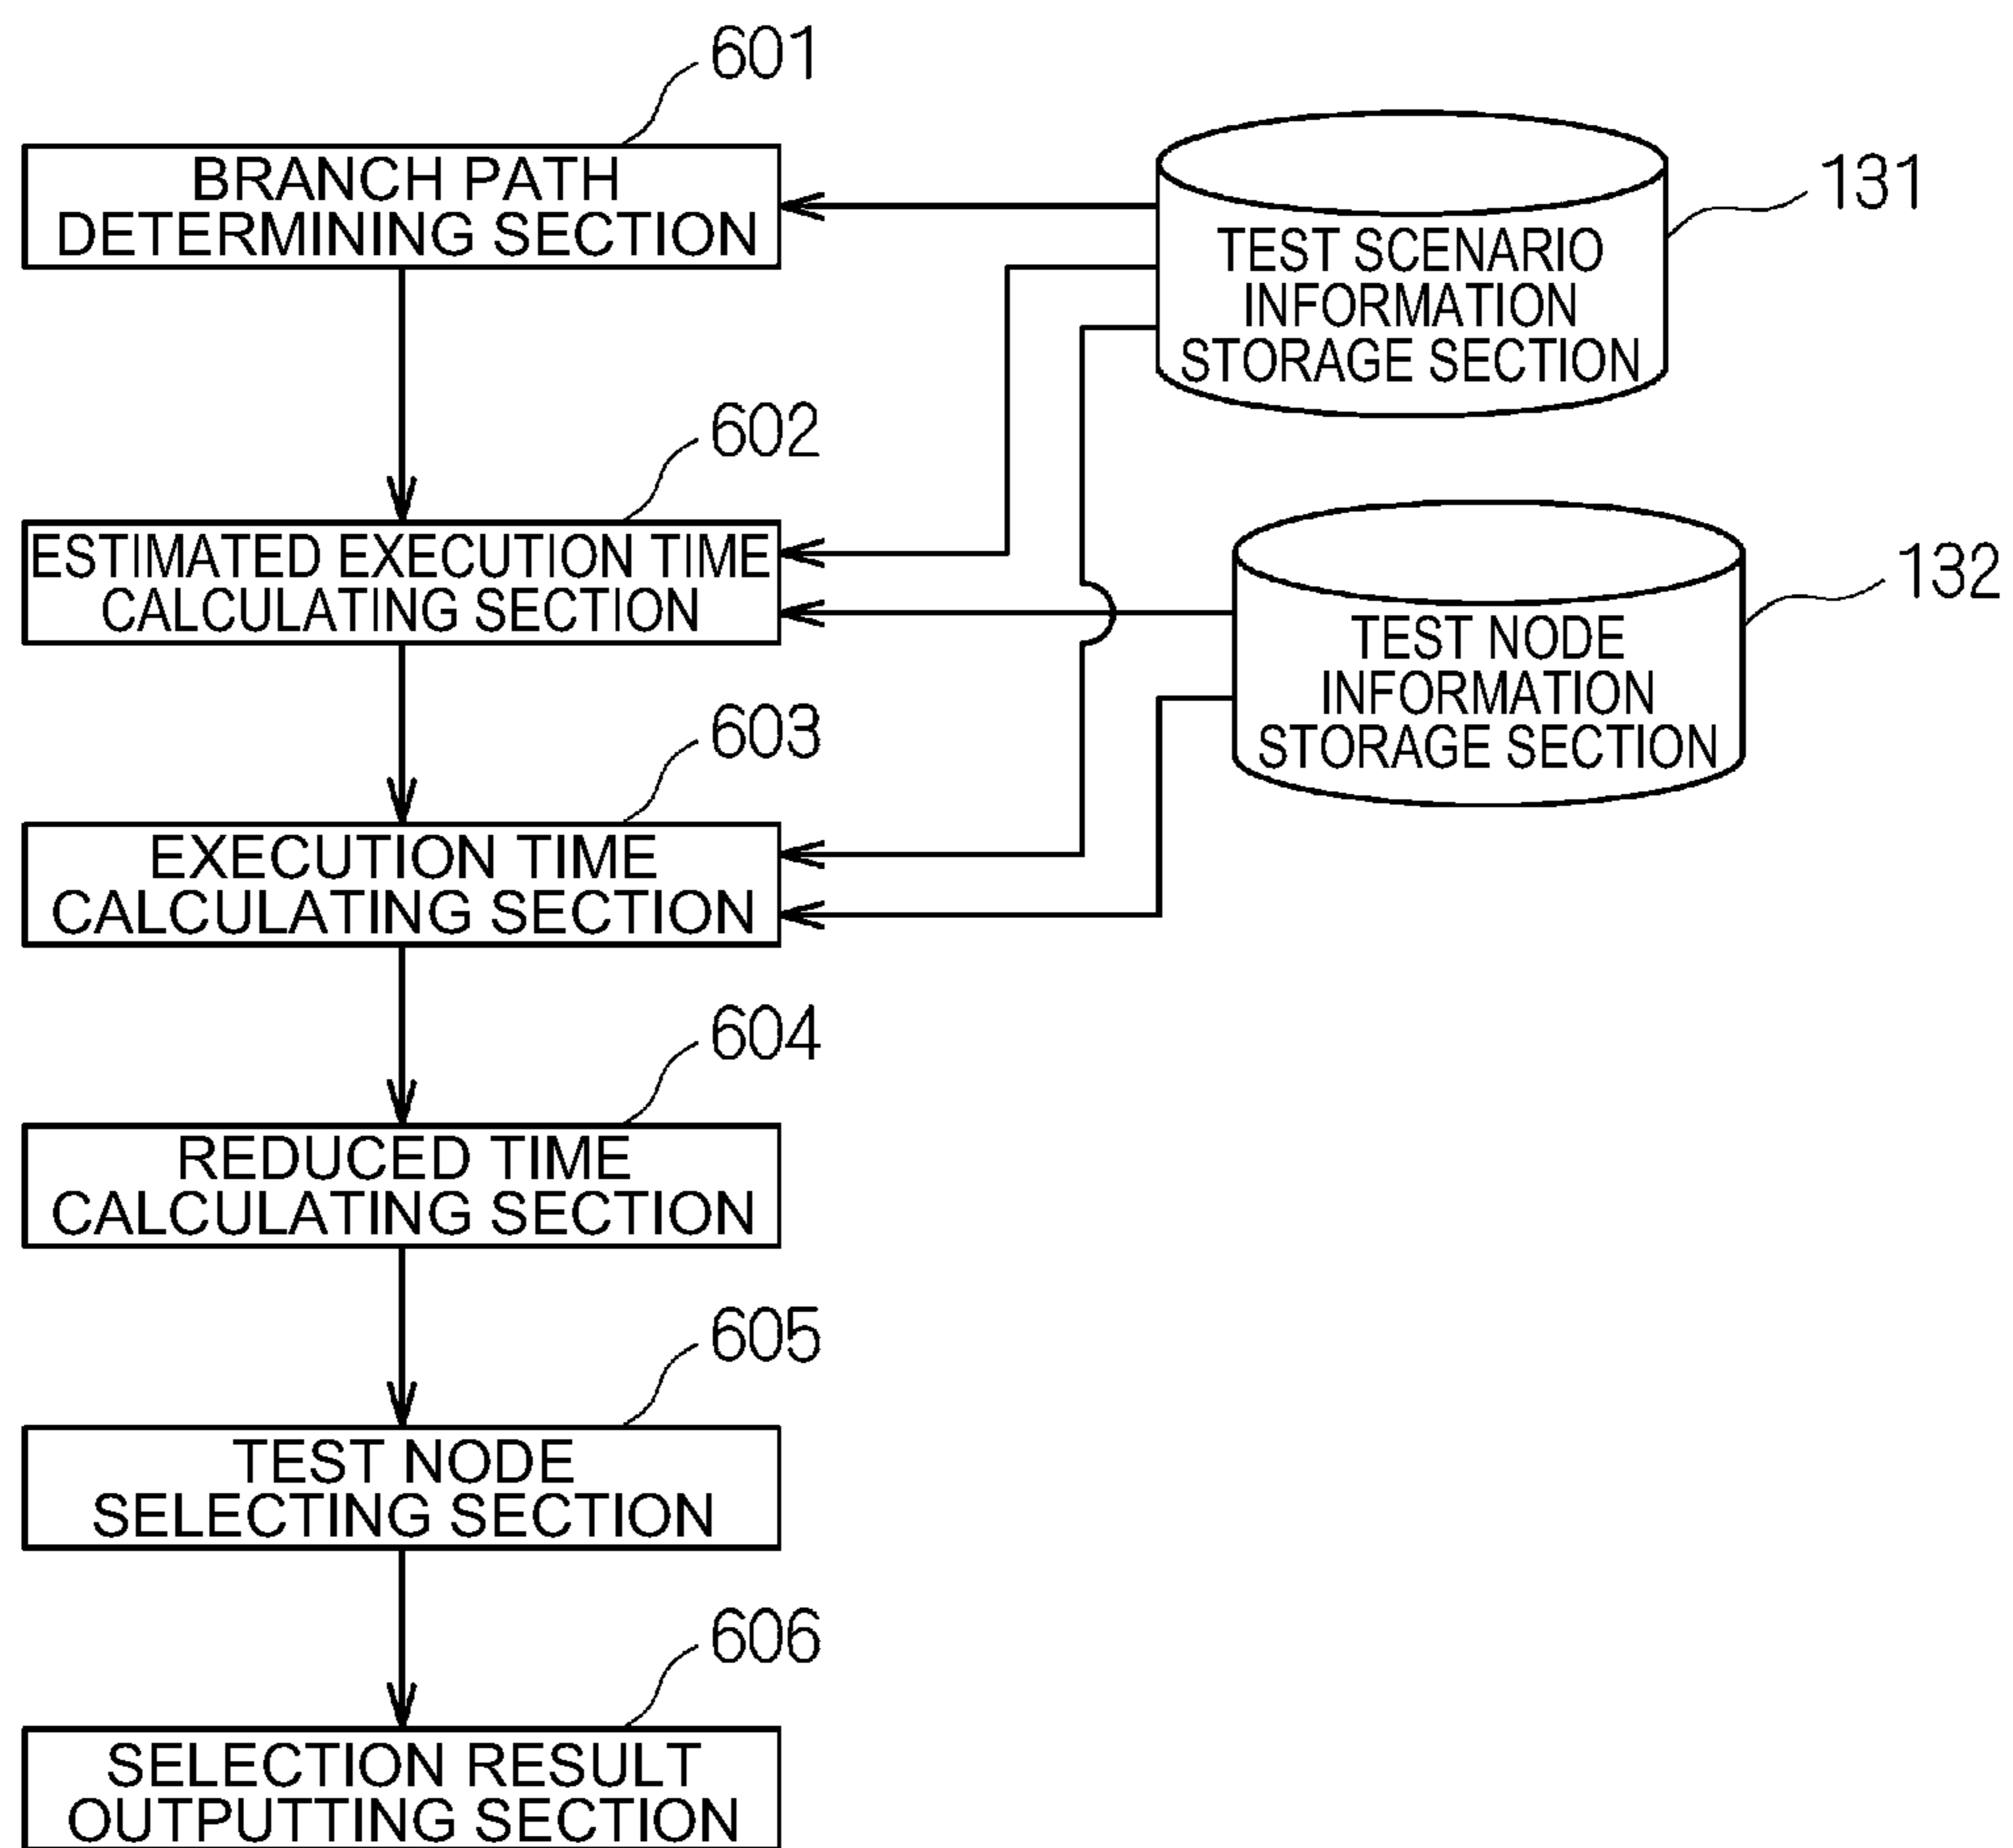 601
BRANCH PATH
DETERMINING SECTION
131
TEST SCENARIO
INFORMATION
STORAGE SECTION
602
ESTIMATED EXECUTION TIME
CALCULATING SECTION
132
TEST NODE
INFORMATION
STORAGE SECTION
603
EXECUTION TIME
CALCULATING SECTION
604
REDUCED TIME
CALCULATING SECTION
605
TEST NODE
SELECTING SECTION
606
SELECTION RESULT
OUTPUTTING SECTION